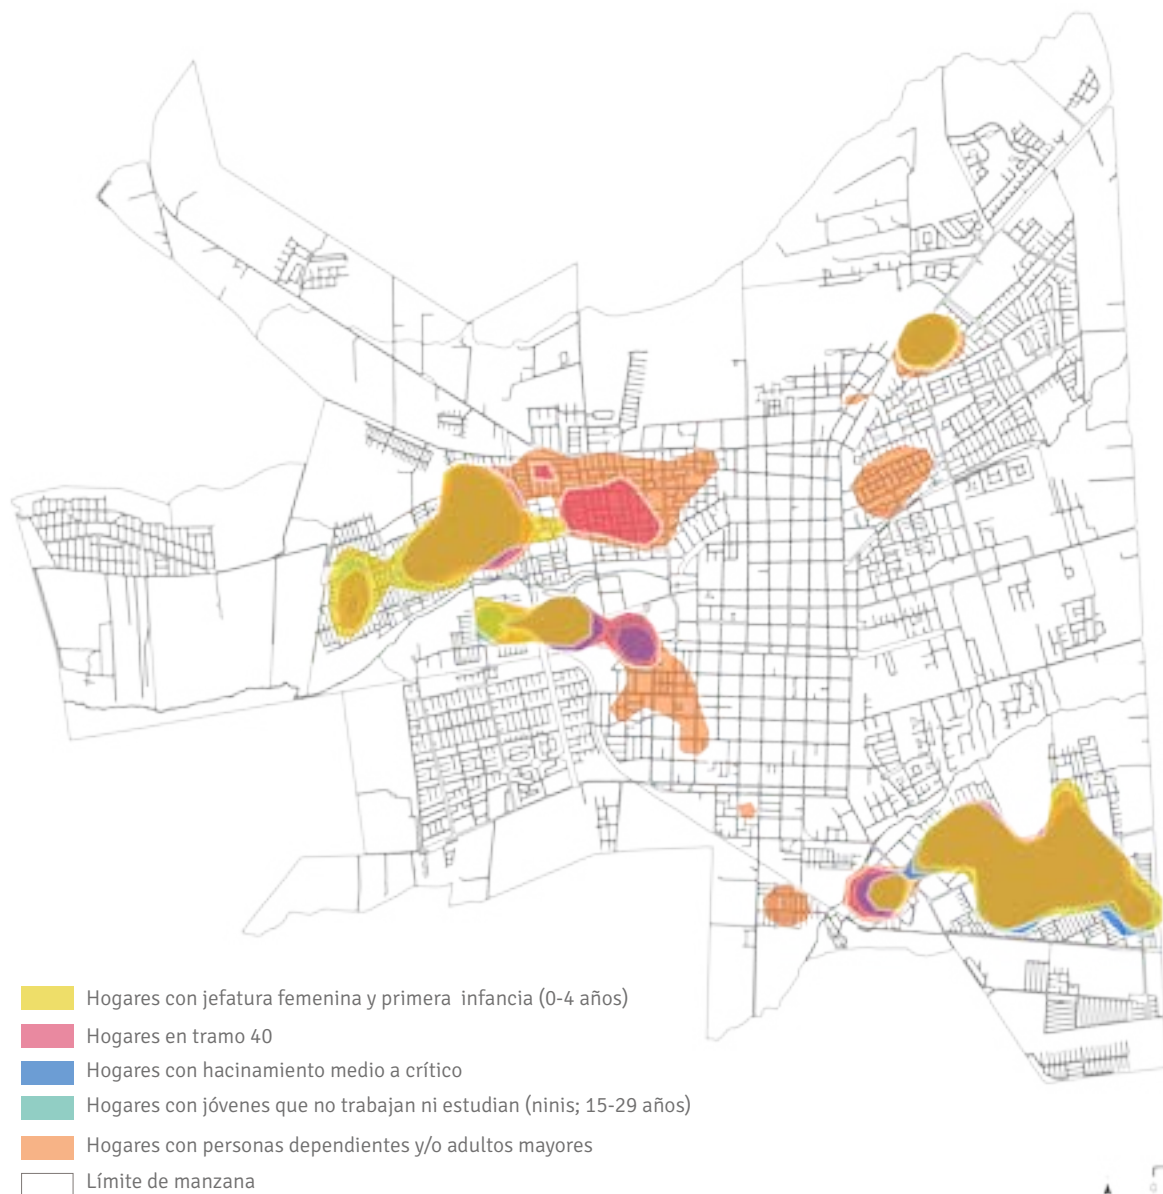 Hogares con jefatura femenina y primera infancia (0-4 años)
Hogares en tramo 40
Hogares con hacinamiento medio a crítico
Hogares con jóvenes que no trabajan ni estudian (ninis; 15-29 años)
Hogares con personas dependientes y/o adultos mayores
Límite de manzana